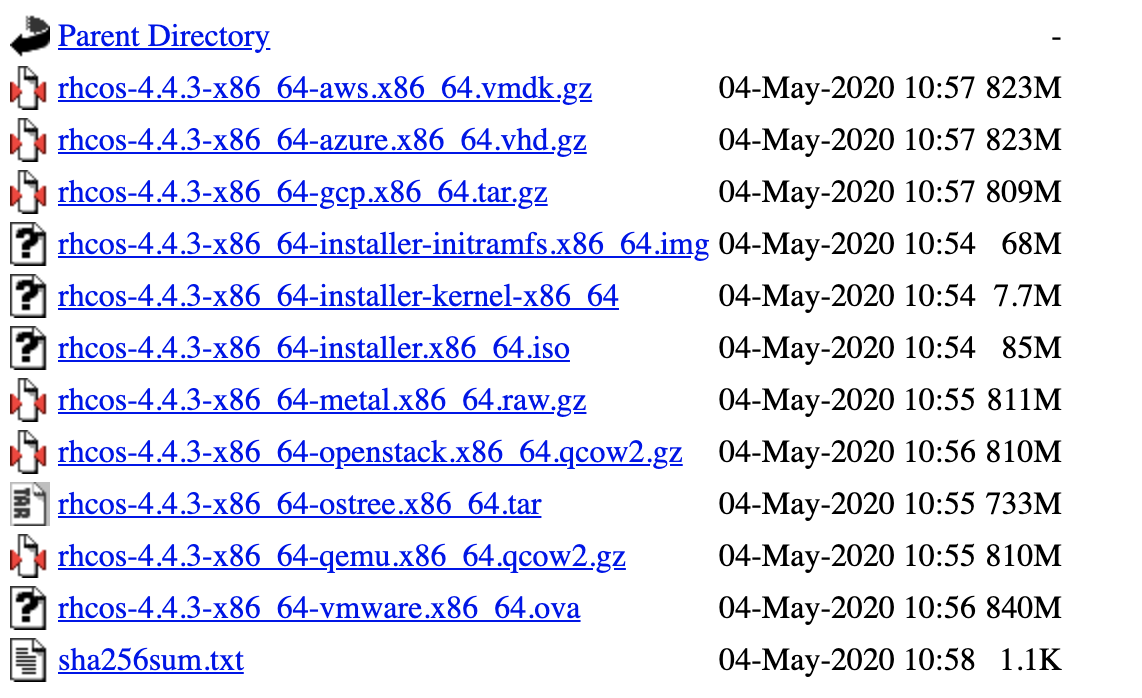 Parent Directory -
rhcos-4.4.3-x86_64-aws.x86_64.vmdk.gz 04-May-2020 10:57 823M
rhcos-4.4.3-x86_64-azure.x86_64.vhd.gz 04-May-2020 10:57 823M
rhcos-4.4.3-x86_64-gcp.x86_64.tar.gz 04-May-2020 10:57 809M
rhcos-4.4.3-x86_64-installer-initramfs.x86_64.img 04-May-2020 10:54 68M
rhcos-4.4.3-x86_64-installer-kernel-x86_64 04-May-2020 10:54 7.7M
rhcos-4.4.3-x86_64-installer.x86_64.iso 04-May-2020 10:54 85M
rhcos-4.4.3-x86_64-metal.x86_64.raw.gz 04-May-2020 10:55 811M
rhcos-4.4.3-x86_64-openstack.x86_64.qcow2.gz 04-May-2020 10:56 810M
rhcos-4.4.3-x86_64-ostree.x86_64.tar 04-May-2020 10:55 733M
rhcos-4.4.3-x86_64-qemu.x86_64.qcow2.gz 04-May-2020 10:55 810M
rhcos-4.4.3-x86_64-vmware.x86_64.ova 04-May-2020 10:56 840M
sha256sum.txt 04-May-2020 10:58 1.1K